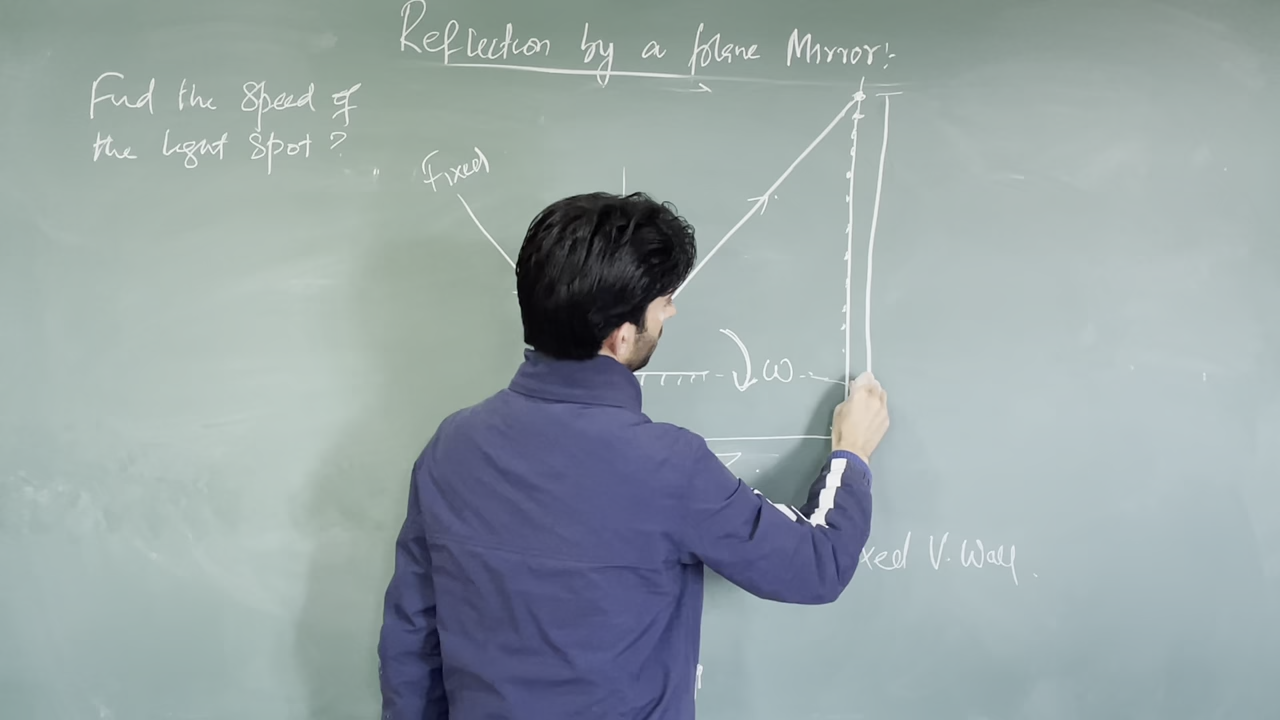 Reflection by a plane Mirror:-
Find the Speed of
the light Spot ?
Fixed
ω
xed V. Wall.